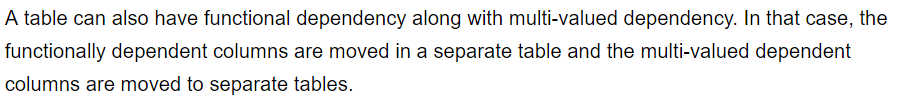 A table can also have functional dependency along with multi-valued dependency. In that case, the
functionally dependent columns are moved in a separate table and the multi-valued dependent
columns are moved to separate tables.